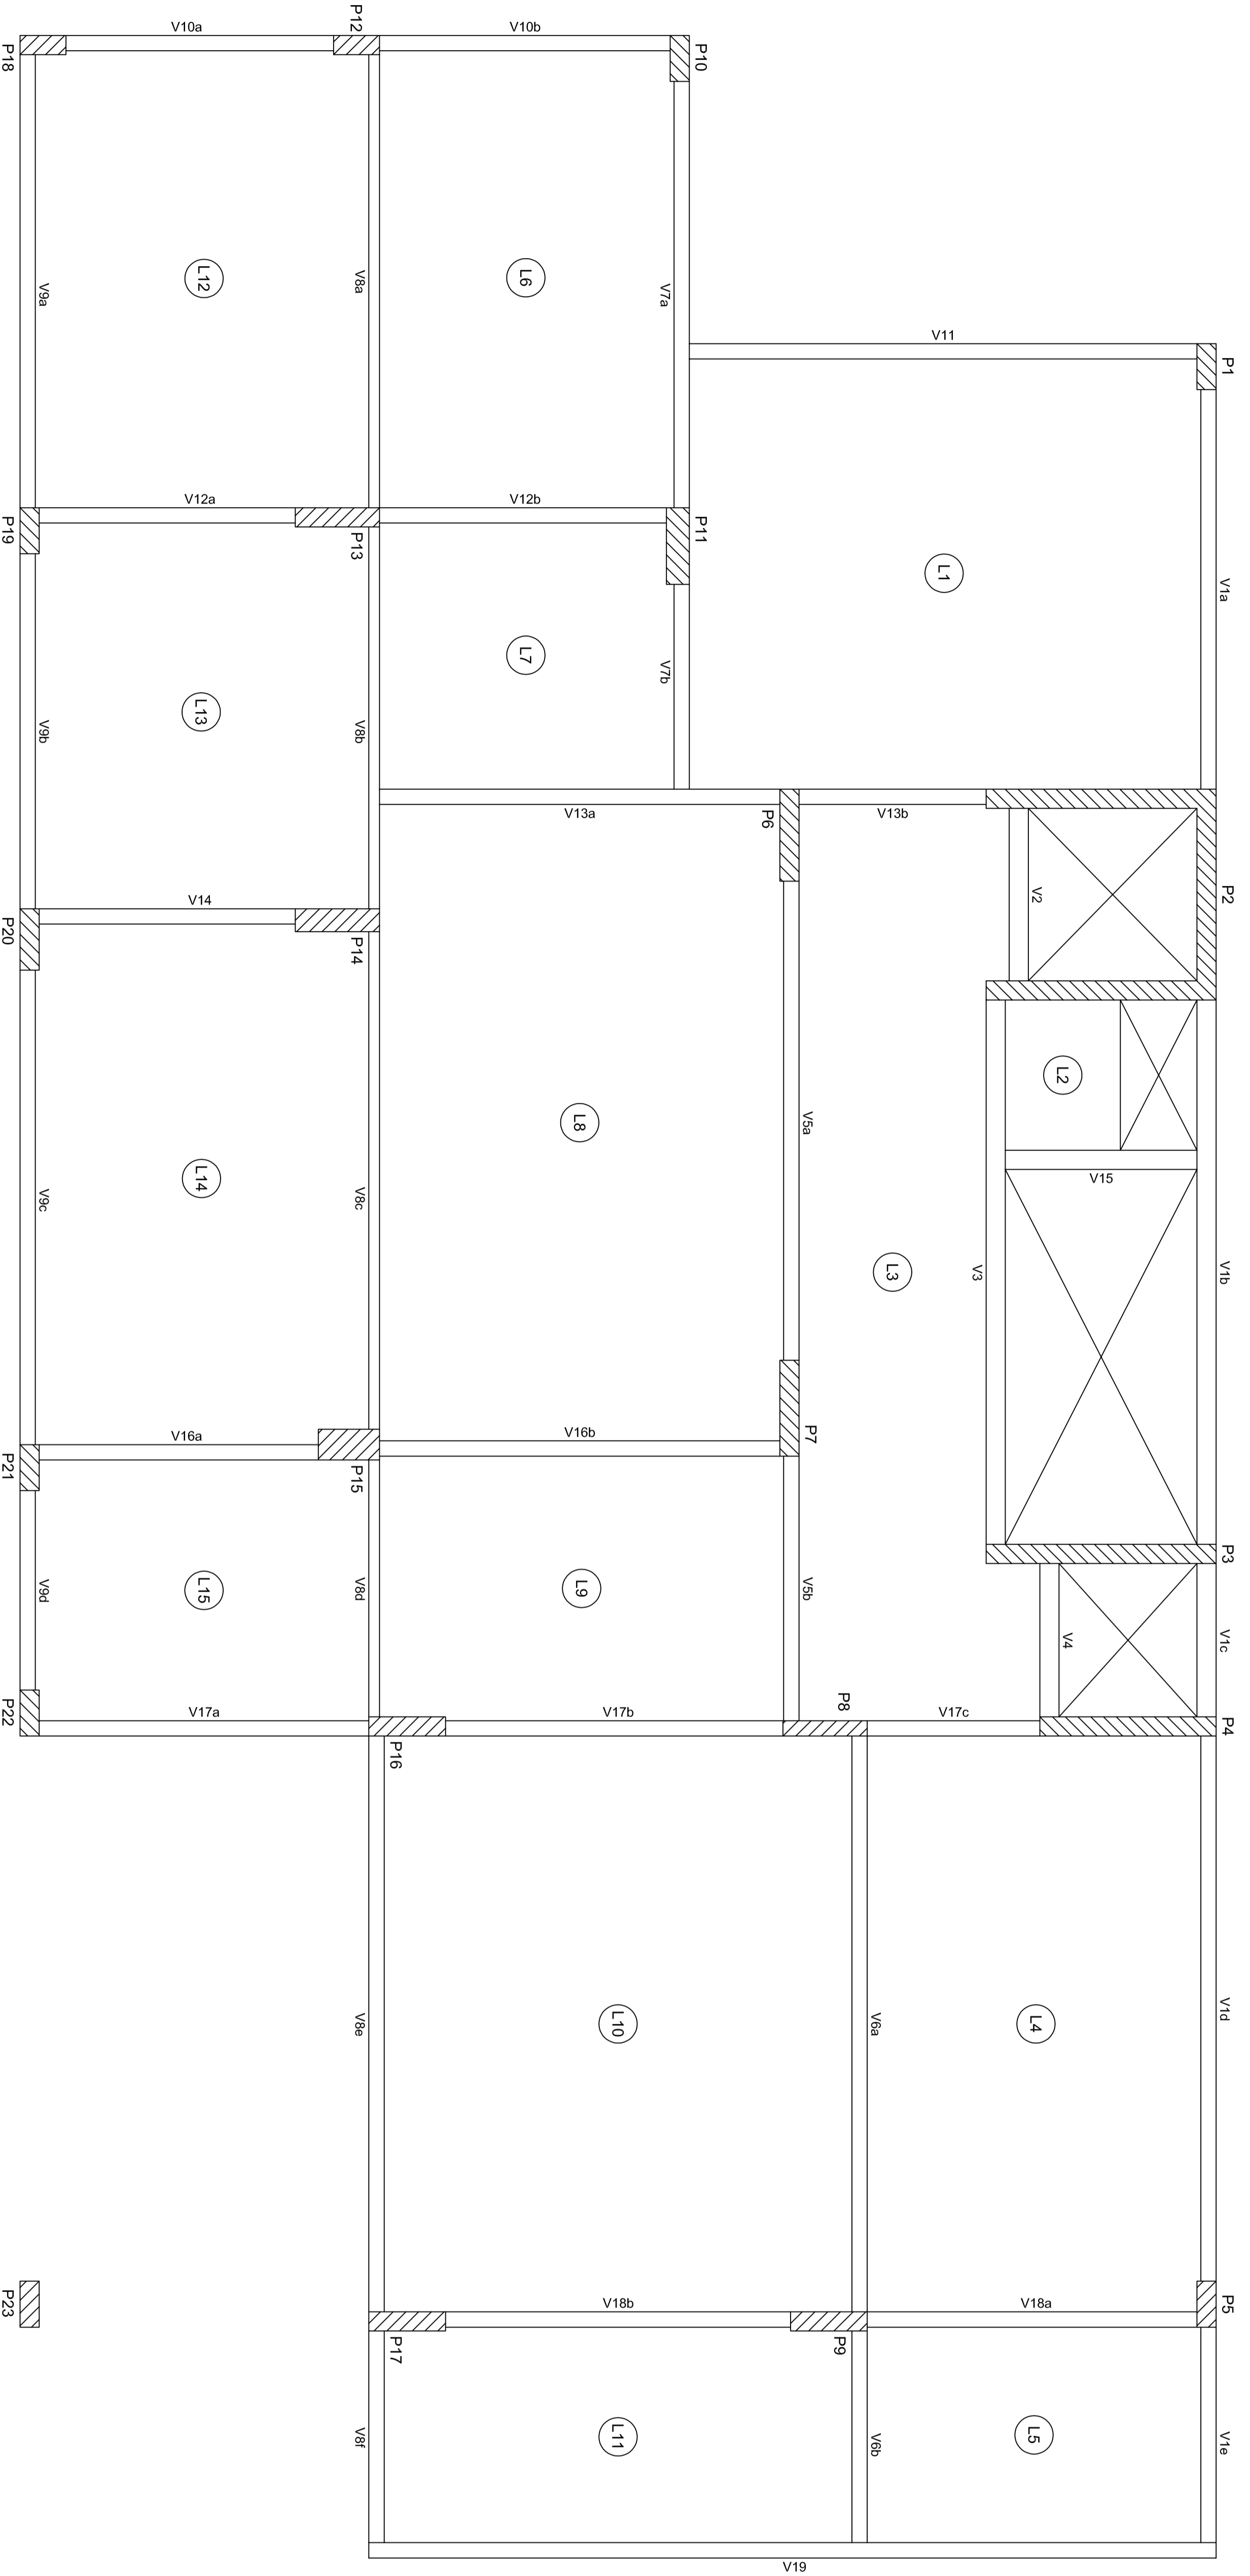 P1
P2
P3
P4
P5
V1a
V1b
V1c
V1d
V1e
V15
V4
L2
V2
L4
V18a
L5
V3
V11
L1
V13b
L3
V17c
V6a
V6b
P8
P9
V5a
P7
V5b
V19
P6
P10
P11
V7a
V7b
V17b
L10
V18b
L11
V10b
L6
V12b
L7
V13a
L8
V16b
L9
P16
P17
P12
P13
P14
P15
V8a
V8b
V8c
V8d
V8e
V8f
V10a
L12
V12a
L13
V14
L14
V16a
L15
V17a
V9a
V9b
V9c
V9d
P18
P19
P20
P21
P22
P23